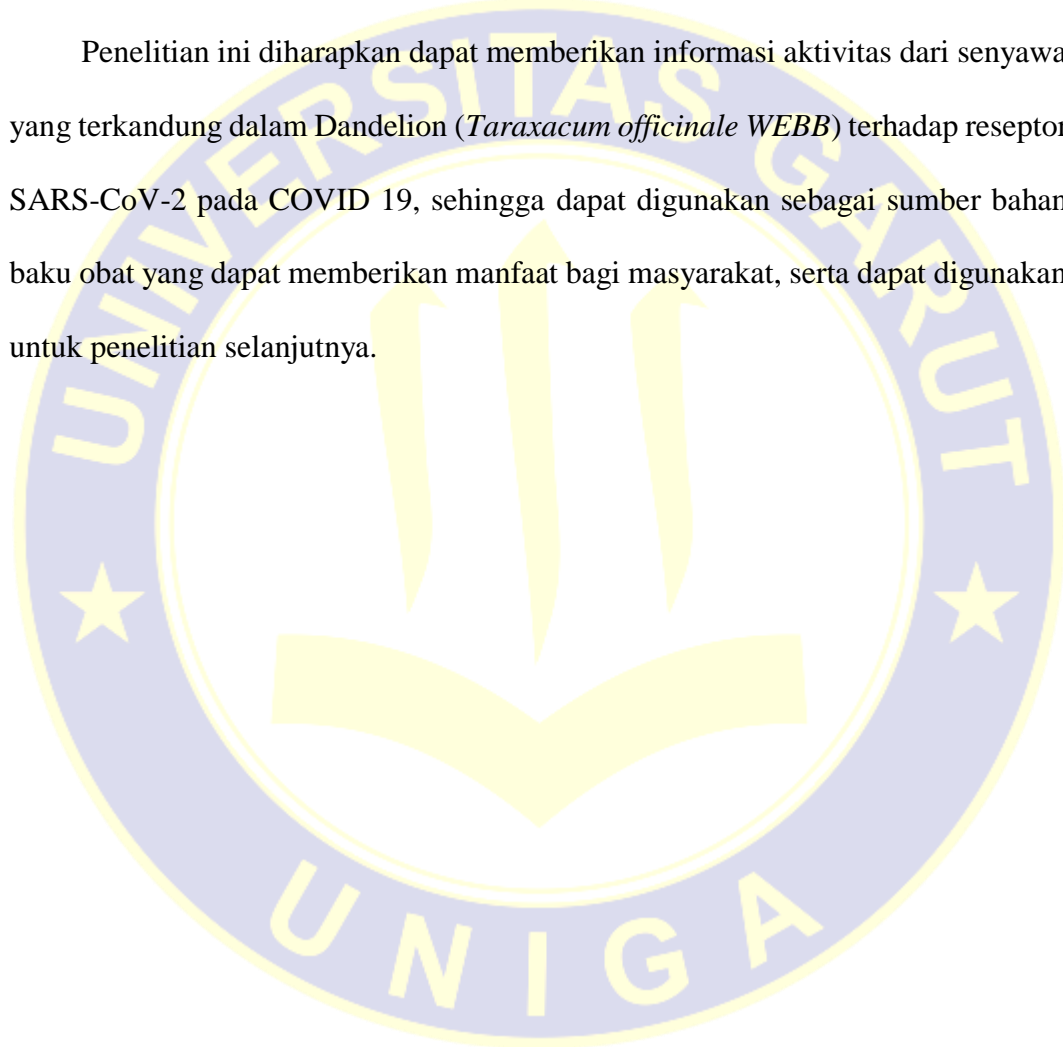 Penelitian ini diharapkan dapat memberikan informasi aktivitas dari senyawa
yang terkandung dalam Dandelion (Taraxacum officinale WEBB) terhadap reseptor
SARS-CoV-2 pada COVID 19, sehingga dapat digunakan sebagai sumber bahan
baku obat yang dapat memberikan manfaat bagi masyarakat, serta dapat digunakan
untuk penelitian selanjutnya.
UNIVERSITAS GARUT
UNIGA